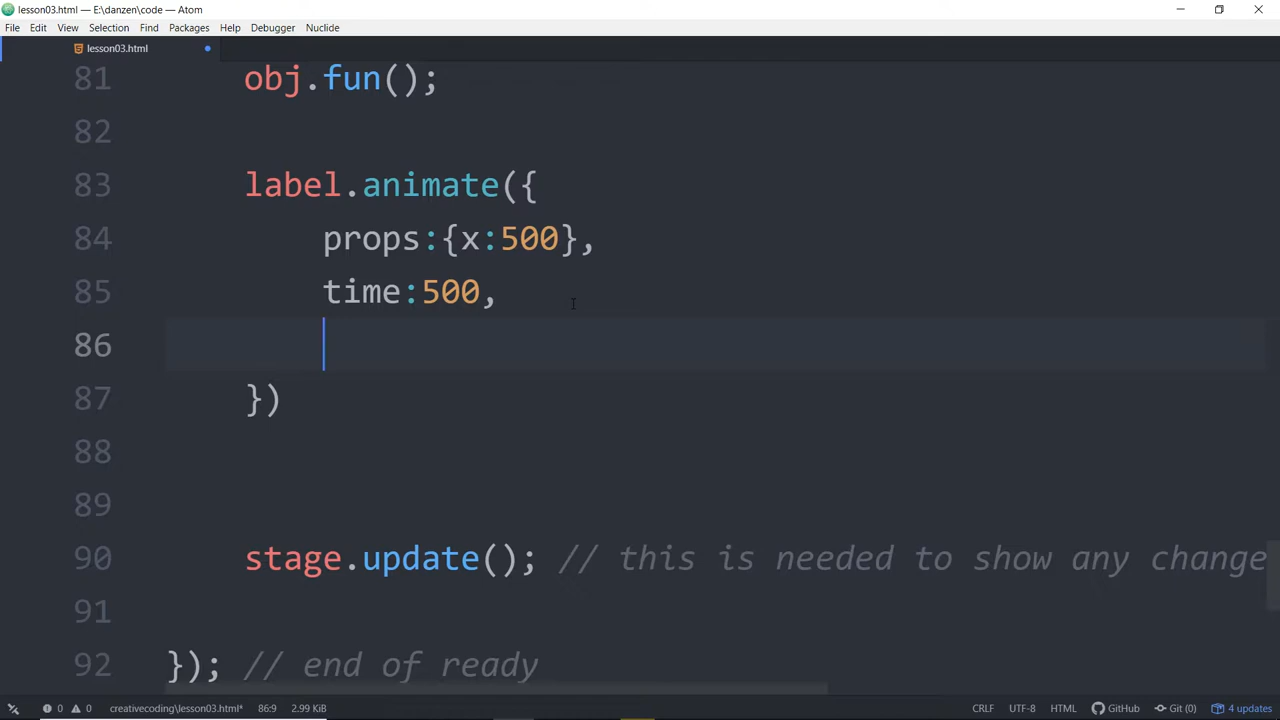 lesson03.html — E:\danzen\code — Atom
File Edit View Selection Find Packages Help Debugger Nuclide
lesson03.html
81 obj.fun();
82
83 label.animate({
84 props:{x:500},
85 time:500,
86
87 })
88
89
90 stage.update(); // this is needed to show any change
91
92 }); // end of ready
0 0 creativecoding\lesson03.html* 86:9 2.99 KiB CRLF UTF-8 HTML GitHub Git (0) 4 updates